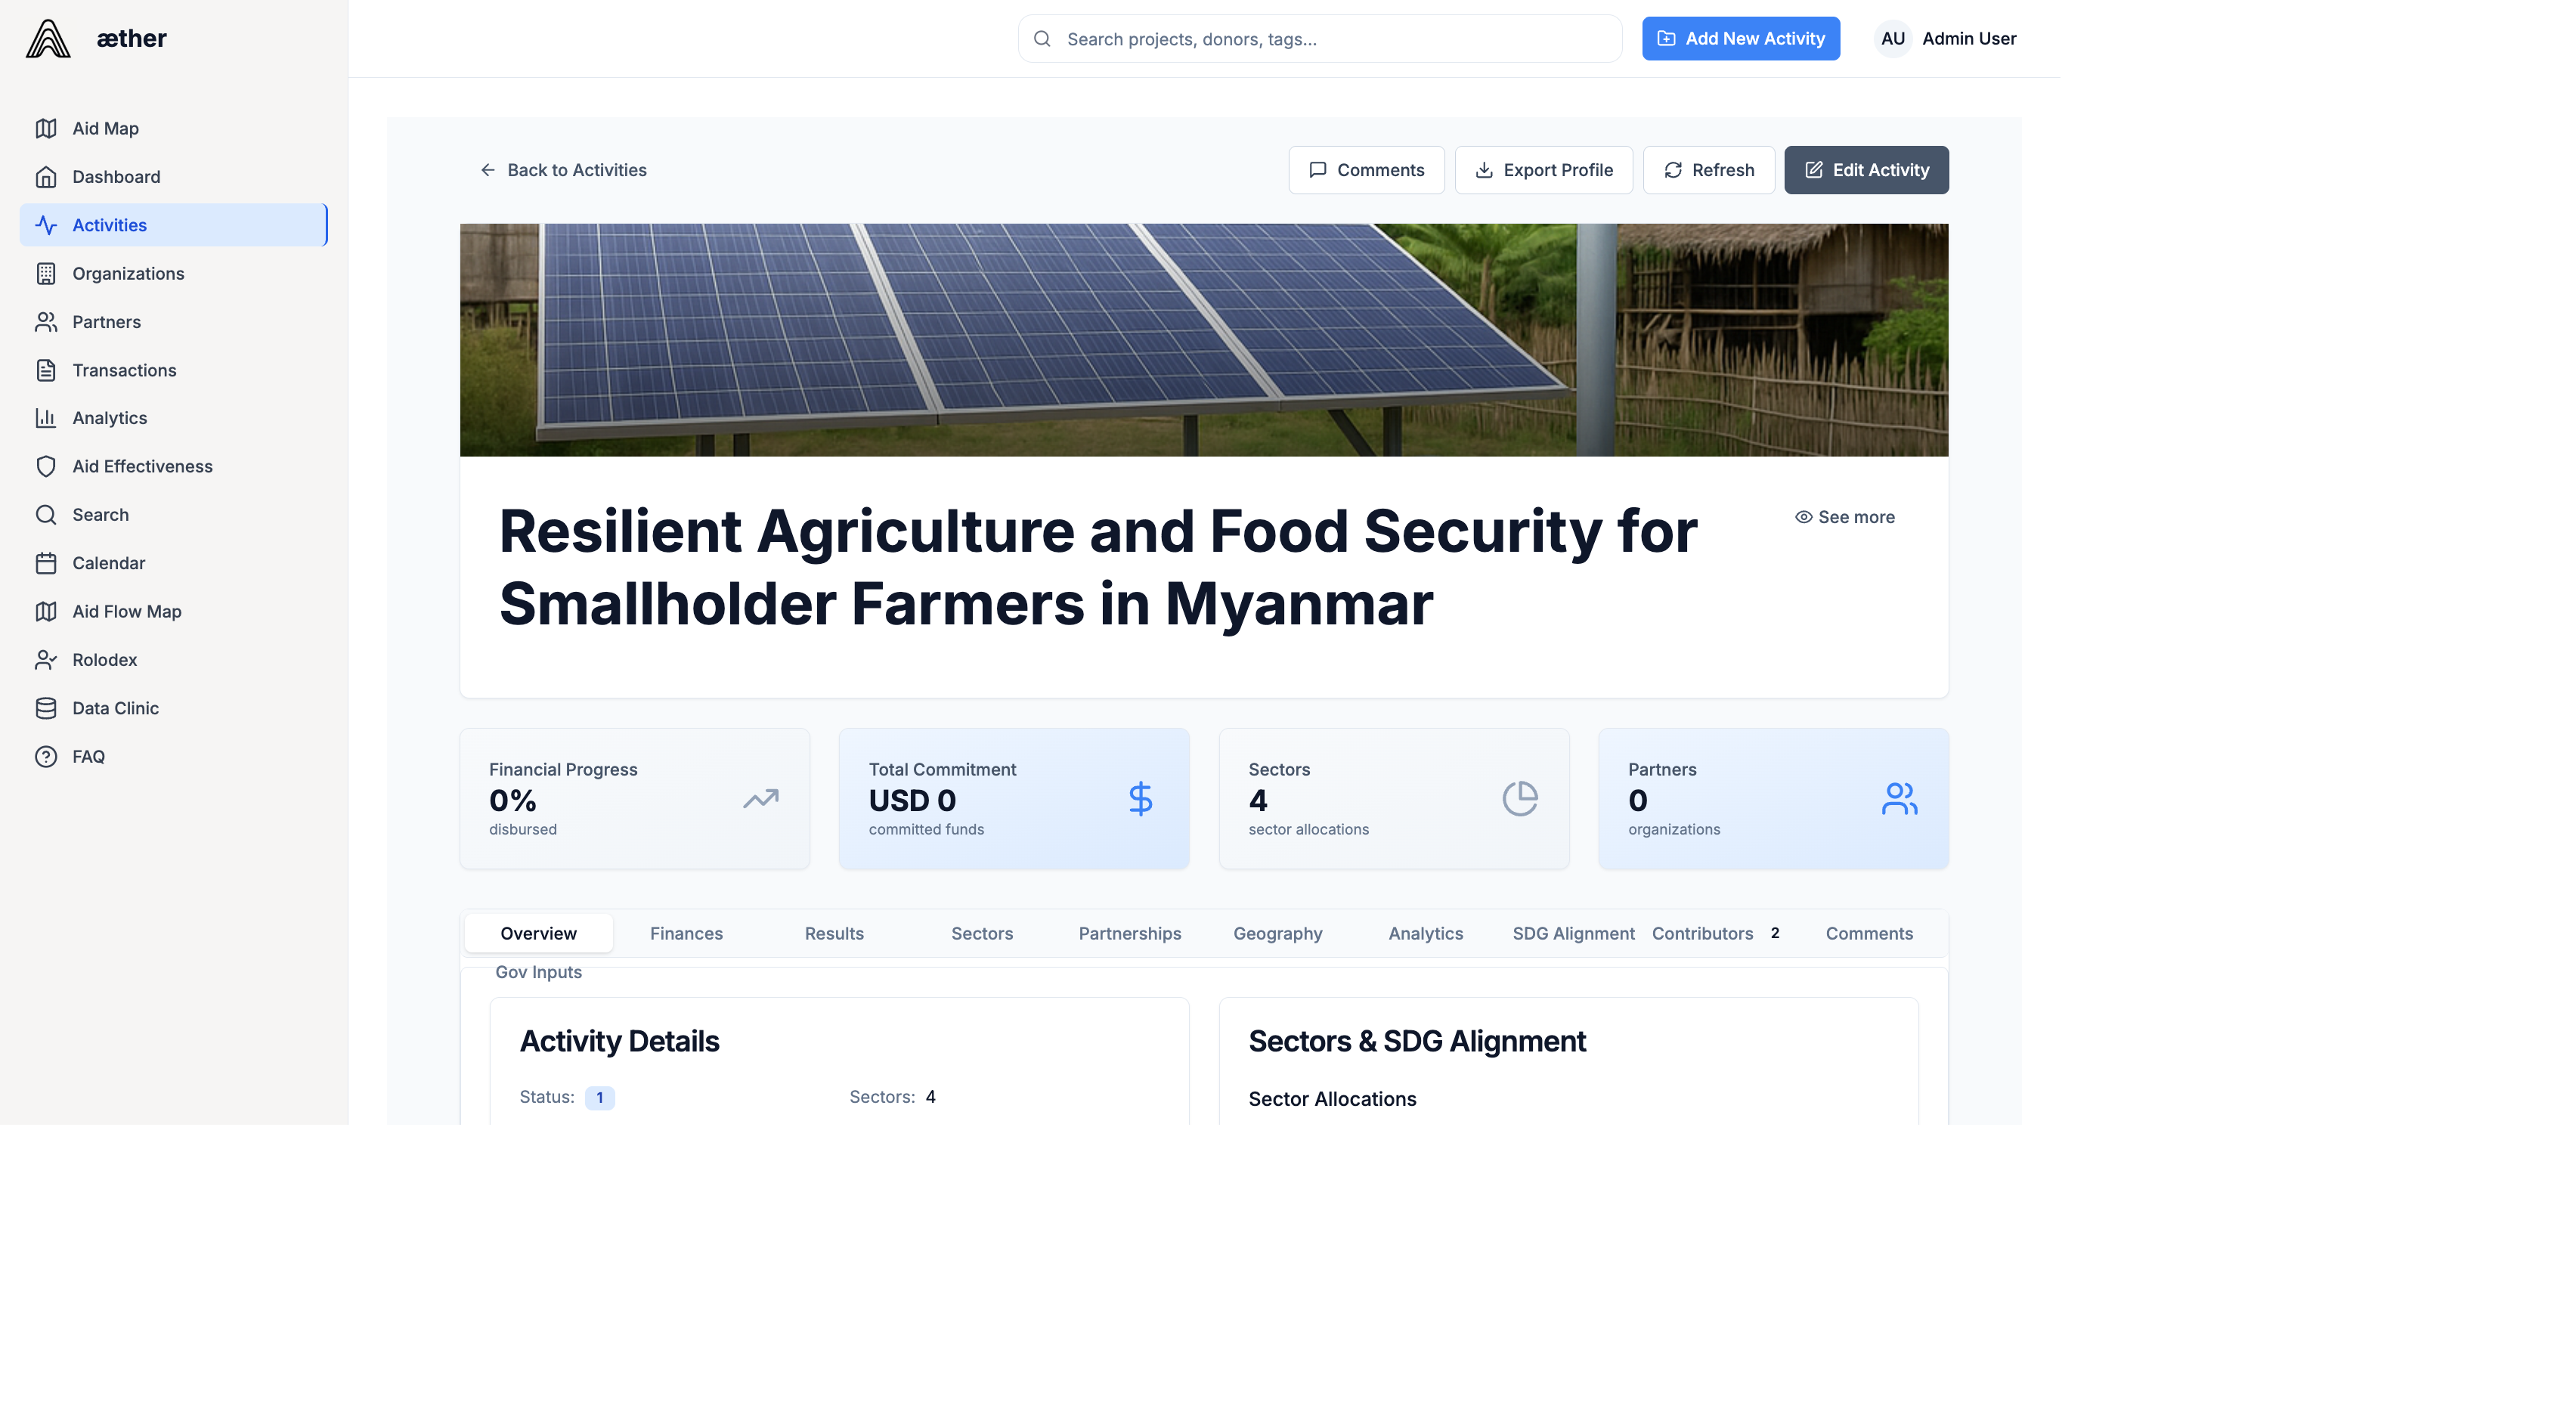 æther
Search projects, donors, tags...
Add New Activity
AU
Admin User
Aid Map
Dashboard
Activities
Organizations
Partners
Transactions
Analytics
Aid Effectiveness
Search
Calendar
Aid Flow Map
Rolodex
Data Clinic
FAQ
Back to Activities
Comments
Export Profile
Refresh
Edit Activity
Resilient Agriculture and Food Security for
Smallholder Farmers in Myanmar
See more
Financial Progress
0%
disbursed
Total Commitment
USD 0
committed funds
Sectors
4
sector allocations
Partners
0
organizations
Overview
Finances
Results
Sectors
Partnerships
Geography
Analytics
SDG Alignment
Contributors 2
Comments
Gov Inputs
Activity Details
Status: 1
Sectors: 4
Sectors & SDG Alignment
Sector Allocations